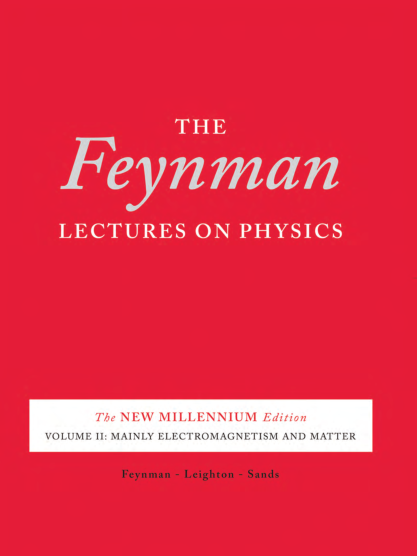 THE
Feynman
LECTURES ON PHYSICS
The NEW MILLENNIUM Edition
VOLUME II: MAINLY ELECTROMAGNETISM AND MATTER
Feynman - Leighton - Sands